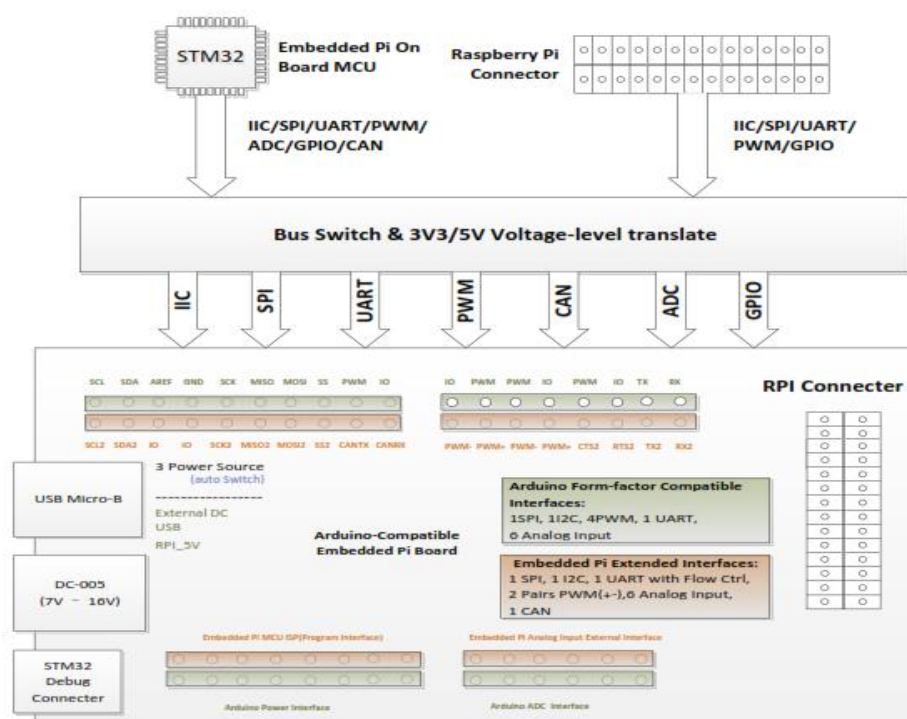 STM32
Embedded Pi On
Board MCU
Raspberry Pi
Connector
IIC/SPI/UART/PWM/
ADC/GPIO/CAN
IIC/SPI/UART/
PWM/GPIO
Bus Switch & 3V3/5V Voltage-level translate
IIC
SPI
UART
PWM
CAN
ADC
GPIO
SCL SDA AREF GND SCK MISO MOSI SS PWM IO
IO PWM PWM IO PWM IO TX RX
RPI Connecter
SCL2 SDA2 IO IO SCK2 MISO2 MOSI2 SS2 CANTX CANRX
PWM- PWM+ PWM- PWM+ CTS2 RTS2 TX2 RX2
USB Micro-B
3 Power Source
(auto Switch)
-----------------
External DC
USB
RPI_5V
Arduino-Compatible
Embedded Pi Board
Arduino Form-factor Compatible
Interfaces:
1SPI, 1I2C, 4PWM, 1 UART,
6 Analog Input
Embedded Pi Extended Interfaces:
1 SPI, 1 I2C, 1 UART with Flow Ctrl,
2 Pairs PWM(+-),6 Analog Input,
1 CAN
DC-005
(7V – 16V)
Embedded Pi MCU ISP(Program Interface)
Embedded Pi Analog Input External Interface
STM32
Debug
Connecter
Arduino Power Interface
Arduino ADC Interface